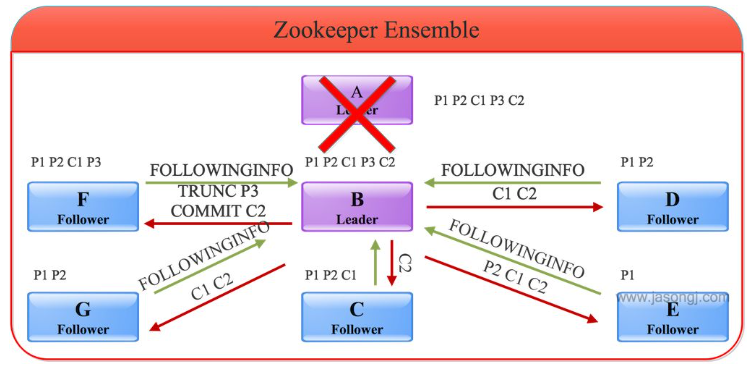 Zookeeper Ensemble
A
Leader
P1 P2 C1 P3 C2
P1 P2 C1 P3
FOLLOWINGINFO
P1 P2 C1 P3 C2
FOLLOWINGINFO
P1 P2
F
Follower
TRUNC P3
COMMIT C2
B
Leader
C1 C2
D
Follower
FOLLOWINGINFO
C1 C2
C2
FOLLOWINGINFO
P2 C1 C2
P1 P2
G
Follower
P1 P2 C1
C
Follower
P1
www.jasongj.com
E
Follower